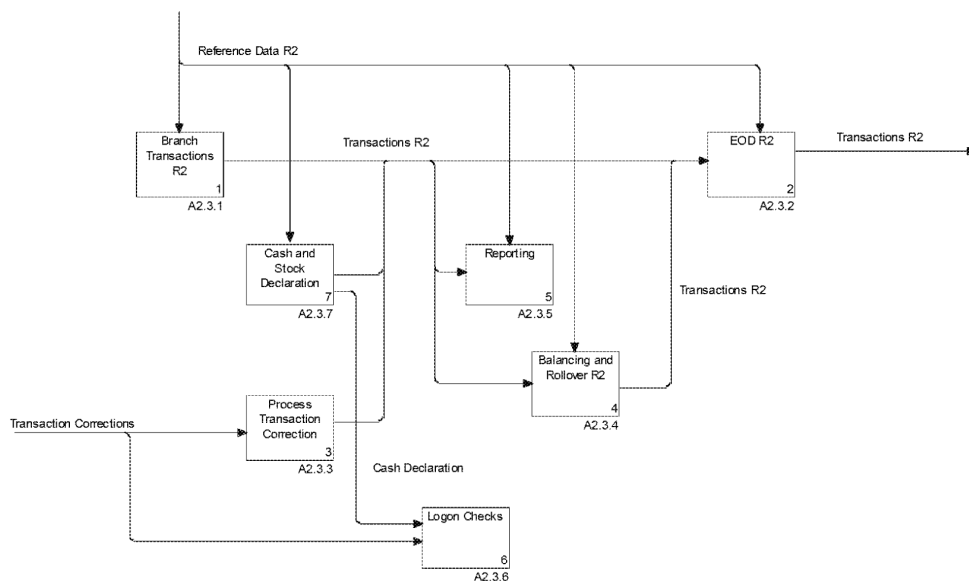 Reference Data R2
Branch
Transactions
R2
1
A2.3.1
Transactions R2
EOD R2
2
A2.3.2
Transactions R2
Cash and
Stock
Declaration
7
A2.3.7
Reporting
5
A2.3.5
Transactions R2
Balancing and
Rollover R2
4
A2.3.4
Transaction Corrections
Process
Transaction
Correction
3
A2.3.3
Cash Declaration
Logon Checks
6
A2.3.6